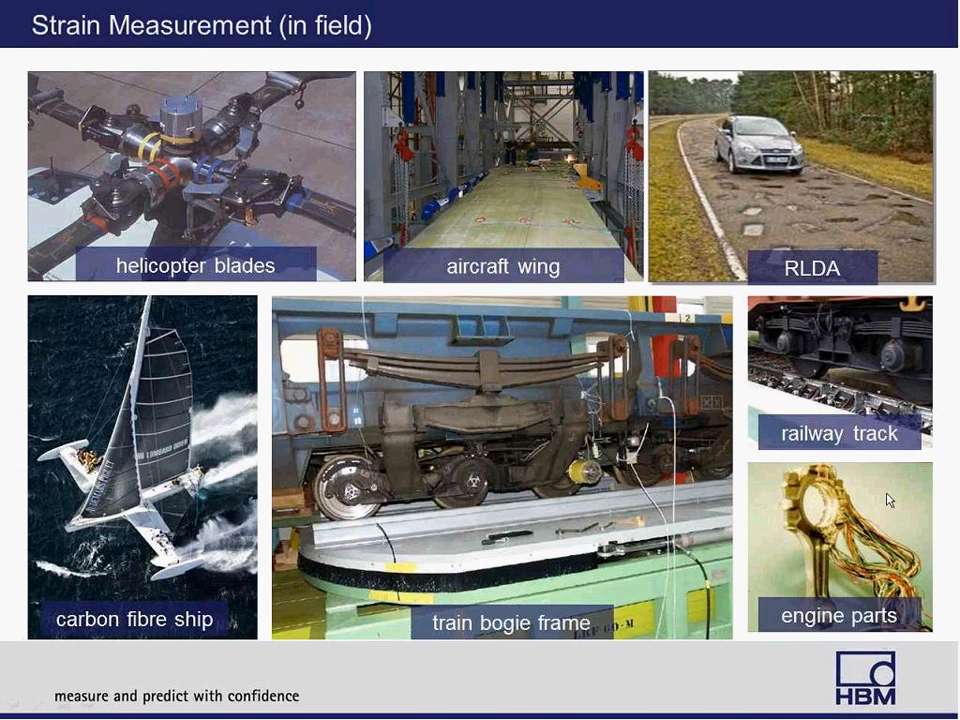 Strain Measurement (in field)
helicopter blades
aircraft wing
RLDA
railway track
carbon fibre ship
train bogie frame
engine parts
measure and predict with confidence
HBM